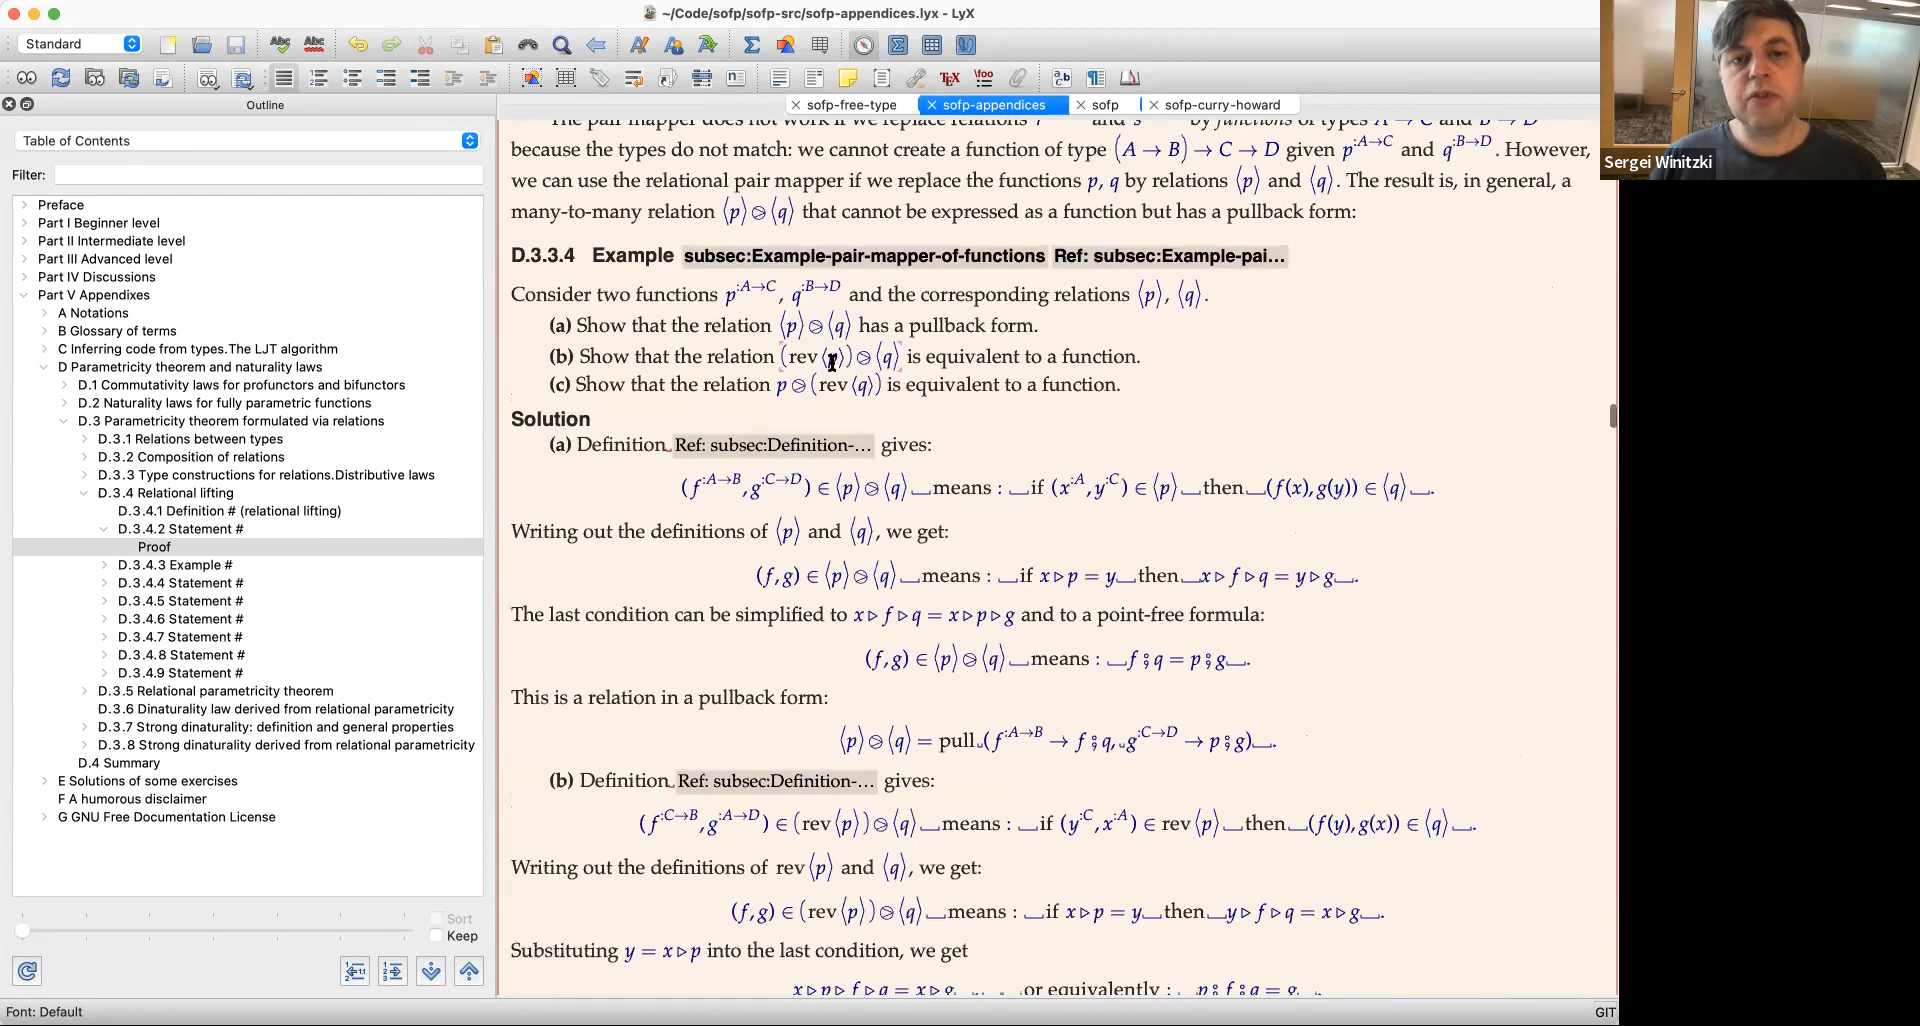 ~/Code/sofp/sofp-src/sofp-appendices.lyx - LyX
Standard
Outline
Table of Contents
Filter:
Preface
Part I Beginner level
Part II Intermediate level
Part III Advanced level
Part IV Discussions
Part V Appendixes
A Notations
B Glossary of terms
C Inferring code from types.The LJT algorithm
D Parametricity theorem and naturality laws
D.1 Commutativity laws for profunctors and bifunctors
D.2 Naturality laws for fully parametric functions
D.3 Parametricity theorem formulated via relations
D.3.1 Relations between types
D.3.2 Composition of relations
D.3.3 Type constructions for relations.Distributive laws
D.3.4 Relational lifting
D.3.4.1 Definition # (relational lifting)
D.3.4.2 Statement #
Proof
D.3.4.3 Example #
D.3.4.4 Statement #
D.3.4.5 Statement #
D.3.4.6 Statement #
D.3.4.7 Statement #
D.3.4.8 Statement #
D.3.4.9 Statement #
D.3.5 Relational parametricity theorem
D.3.6 Dinaturality law derived from relational parametricity
D.3.7 Strong dinaturality: definition and general properties
D.3.8 Strong dinaturality derived from relational parametricity
D.4 Summary
E Solutions of some exercises
F A humorous disclaimer
G GNU Free Documentation License
Sort
Keep
Font: Default
GIT
sofp-free-type
sofp-appendices
sofp
sofp-curry-howard
The pair mapper does not work if we replace relations and by functions of types A → C and B → D
because the types do not match: we cannot create a function of type (A → B) → C → D given p^{:A→C} and q^{:B→D}. However,
we can use the relational pair mapper if we replace the functions p, q by relations ⟨p⟩ and ⟨q⟩. The result is, in general, a
many-to-many relation ⟨p⟩⧁⟨q⟩ that cannot be expressed as a function but has a pullback form:
D.3.3.4 Example subsec:Example-pair-mapper-of-functions Ref: subsec:Example-pai...
Consider two functions p^{:A→C}, q^{:B→D} and the corresponding relations ⟨p⟩, ⟨q⟩.
(a) Show that the relation ⟨p⟩⧁⟨q⟩ has a pullback form.
(b) Show that the relation (rev⟨p⟩)⧁⟨q⟩ is equivalent to a function.
(c) Show that the relation p⧁(rev⟨q⟩) is equivalent to a function.
Solution
(a) Definition Ref: subsec:Definition-... gives:
(f^{:A→B}, g^{:C→D}) ∈ ⟨p⟩⧁⟨q⟩ means : if (x^{:A}, y^{:C}) ∈ ⟨p⟩ then (f(x), g(y)) ∈ ⟨q⟩ .
Writing out the definitions of ⟨p⟩ and ⟨q⟩, we get:
(f, g) ∈ ⟨p⟩⧁⟨q⟩ means : if x ▹ p = y then x ▹ f ▹ q = y ▹ g .
The last condition can be simplified to x ▹ f ▹ q = x ▹ p ▹ g and to a point-free formula:
(f, g) ∈ ⟨p⟩⧁⟨q⟩ means : f ⨟ q = p ⨟ g .
This is a relation in a pullback form:
⟨p⟩⧁⟨q⟩ = pull (f^{:A→B} → f ⨟ q, g^{:C→D} → p ⨟ g) .
(b) Definition Ref: subsec:Definition-... gives:
(f^{:C→B}, g^{:A→D}) ∈ (rev⟨p⟩)⧁⟨q⟩ means : if (y^{:C}, x^{:A}) ∈ rev⟨p⟩ then (f(y), g(x)) ∈ ⟨q⟩ .
Writing out the definitions of rev⟨p⟩ and ⟨q⟩, we get:
(f, g) ∈ (rev⟨p⟩)⧁⟨q⟩ means : if x ▹ p = y then y ▹ f ▹ q = x ▹ g .
Substituting y = x ▹ p into the last condition, we get
x ▹ p ▹ f ▹ q = x ▹ g or equivalently : p ⨟ f ⨟ q = g .
Sergei Winitzki